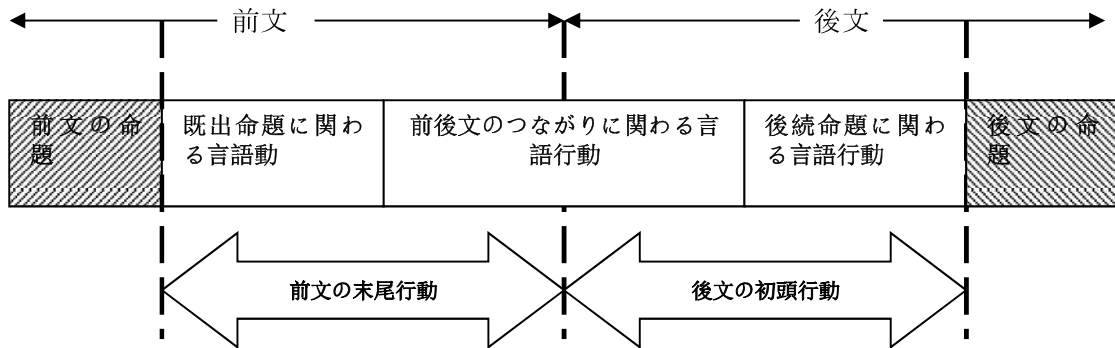 前文
後文
前文の命
題
既出命題に関わ
る言語動
前後文のつながりに関わる言
語行動
後続命題に関わ
る言語行動
後文の命
題
前文の末尾行動
後文の初頭行動